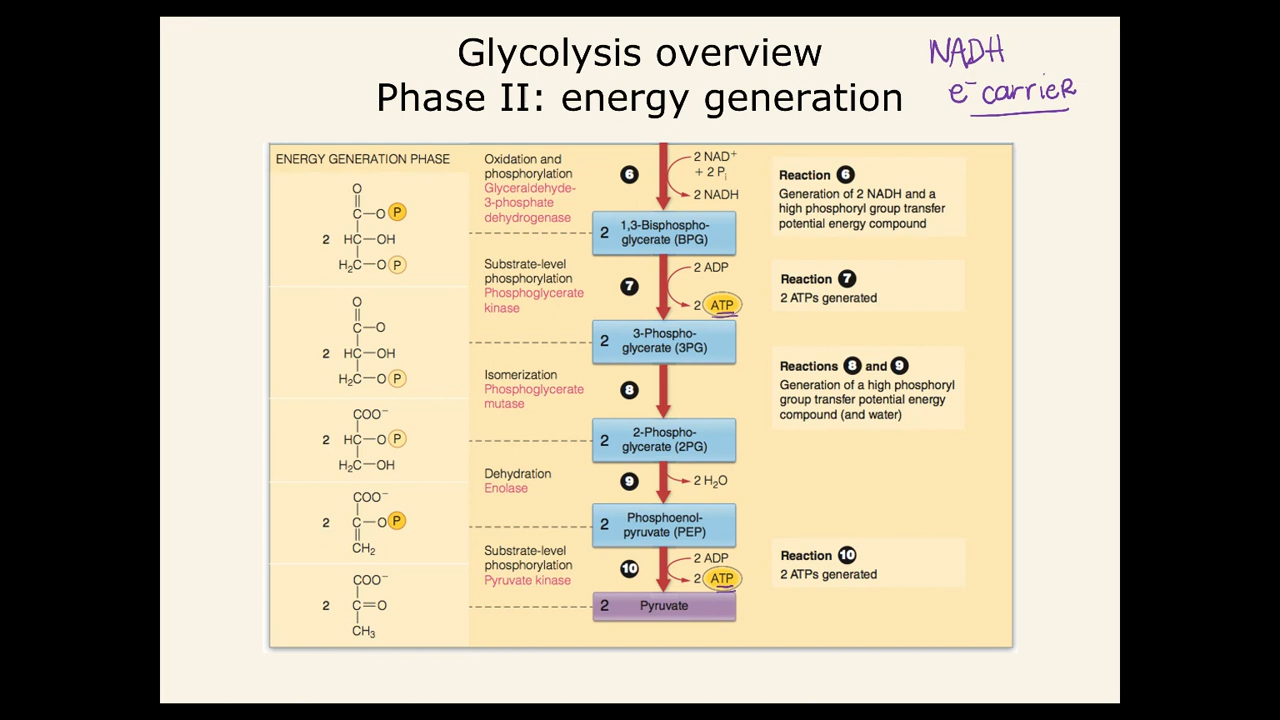 Glycolysis overview
Phase II: energy generation
NADH
e⁻ carrier
ENERGY GENERATION PHASE
O
C—O P
2 HC—OH
H₂C—O P
O
C—O
2 HC—OH
H₂C—O P
COO⁻
2 HC—O P
H₂C—OH
COO⁻
2 C—O P
CH₂
COO⁻
2 C=O
CH₃
Oxidation and
phosphorylation
Glyceraldehyde-
3-phosphate
dehydrogenase
6
2 NAD⁺
+ 2 Pᵢ
2 NADH
2 1,3-Bisphospho-
glycerate (BPG)
Substrate-level
phosphorylation
Phosphoglycerate
kinase
7
2 ADP
2 ATP
2 3-Phospho-
glycerate (3PG)
Isomerization
Phosphoglycerate
mutase
8
2 2-Phospho-
glycerate (2PG)
Dehydration
Enolase
9
2 H₂O
2 Phosphoenol-
pyruvate (PEP)
Substrate-level
phosphorylation
Pyruvate kinase
10
2 ADP
2 ATP
2 Pyruvate
Reaction 6
Generation of 2 NADH and a
high phosphoryl group transfer
potential energy compound
Reaction 7
2 ATPs generated
Reactions 8 and 9
Generation of a high phosphoryl
group transfer potential energy
compound (and water)
Reaction 10
2 ATPs generated